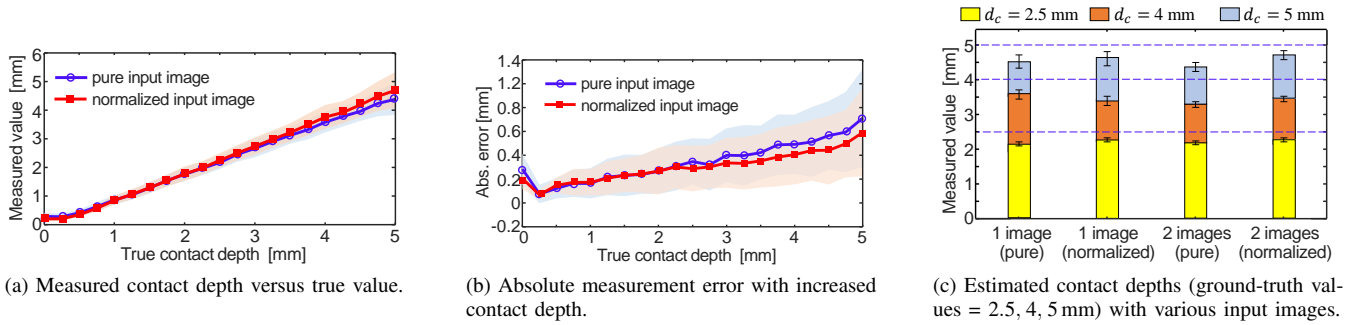 6
5
4
3
2
1
0
Measured value [mm]
pure input image
normalized input image
0 1 2 3 4 5
True contact depth [mm]
(a) Measured contact depth versus true value.
1.4
1.2
1.0
0.8
0.6
0.4
0.2
0
-0.2
Abs. error [mm]
pure input image
normalized input image
0 1 2 3 4 5
True contact depth [mm]
(b) Absolute measurement error with increased
contact depth.
d_c = 2.5 mm d_c = 4 mm d_c = 5 mm
5
4
3
2
1
0
Measured value [mm]
1 image 1 image 2 images 2 images
(pure) (normalized) (pure) (normalized)
(c) Estimated contact depths (ground-truth val-
ues = 2.5, 4, 5 mm) with various input images.